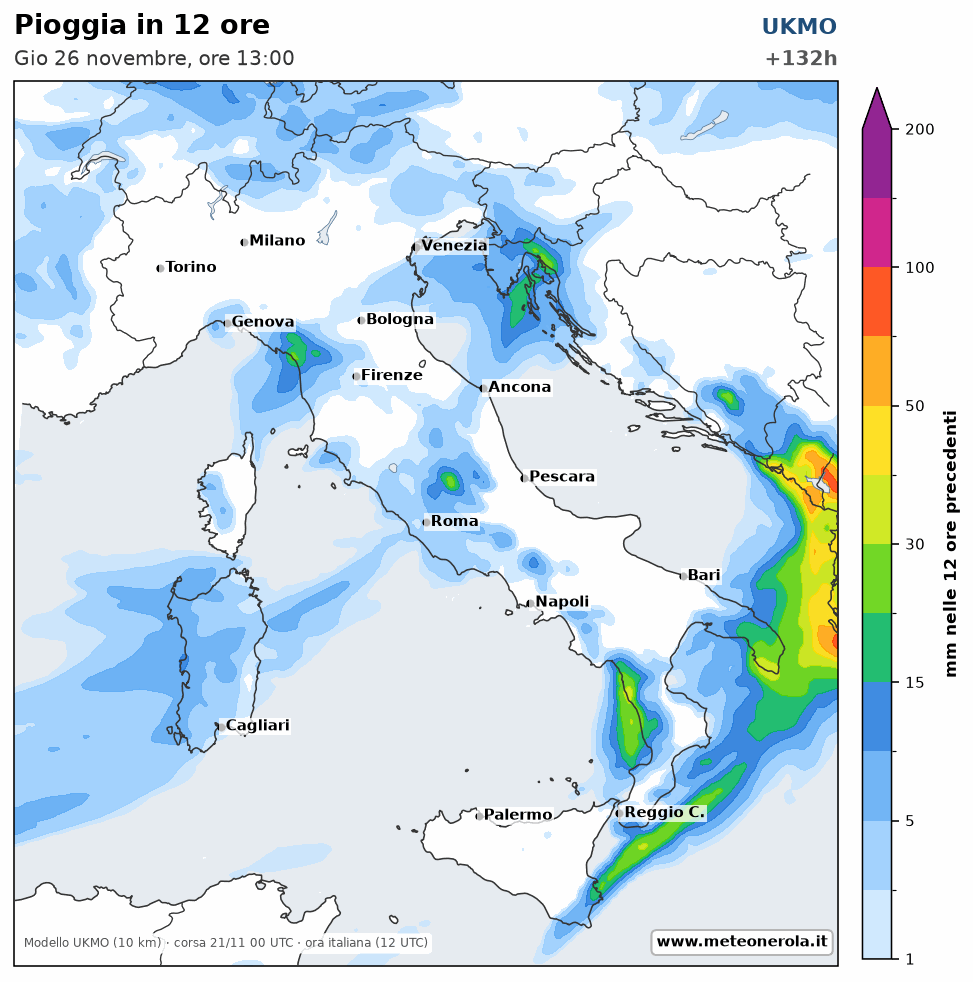 Pioggia in 12 ore
UKMO
Gio 26 novembre, ore 13:00
+132h
200
100
50
30
15
5
1
mm nelle 12 ore precedenti
Milano
Venezia
Torino
Genova
Bologna
Firenze
Ancona
Pescara
Roma
Bari
Napoli
Cagliari
Palermo
Reggio C.
Modello UKMO (10 km) · corsa 21/11 00 UTC · ora italiana (12 UTC)
www.meteonerola.it